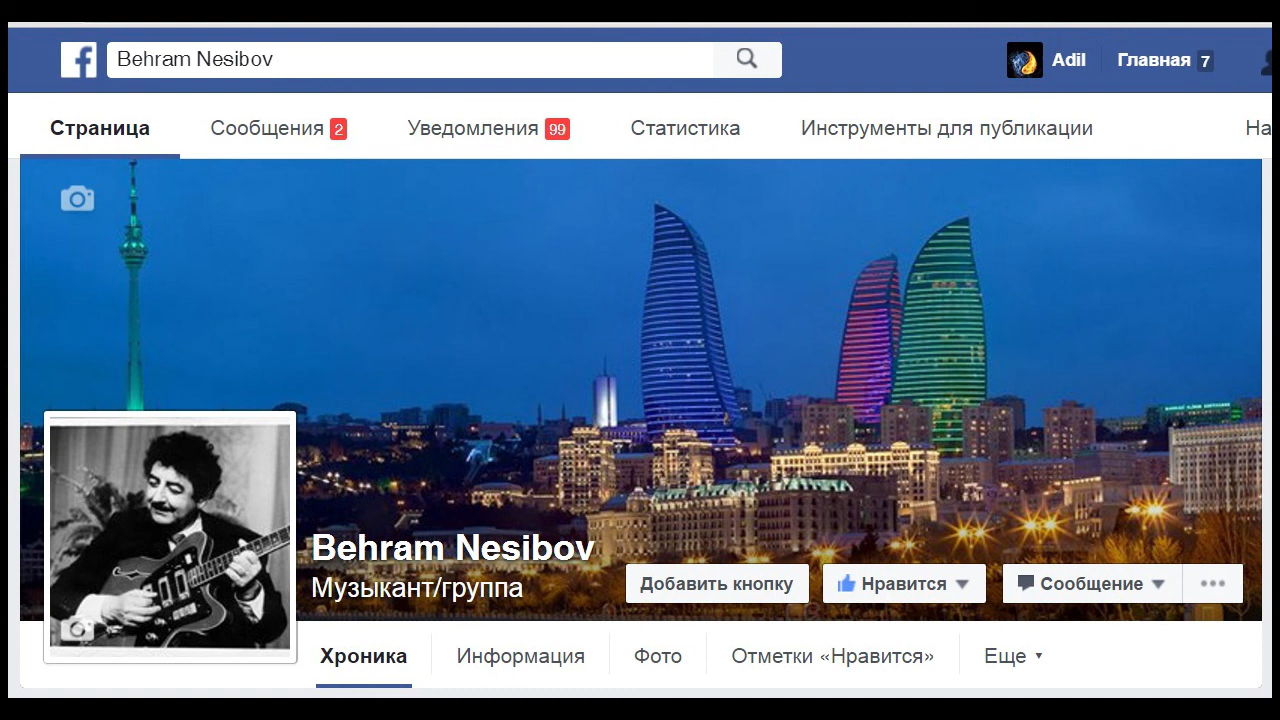 Behram Nesibov
Adil
Главная 7
Страница
Сообщения 2
Уведомления 99
Статистика
Инструменты для публикации
На
Behram Nesibov
Музыкант/группа
Добавить кнопку
Нравится
Сообщение
Хроника
Информация
Фото
Отметки «Нравится»
Еще